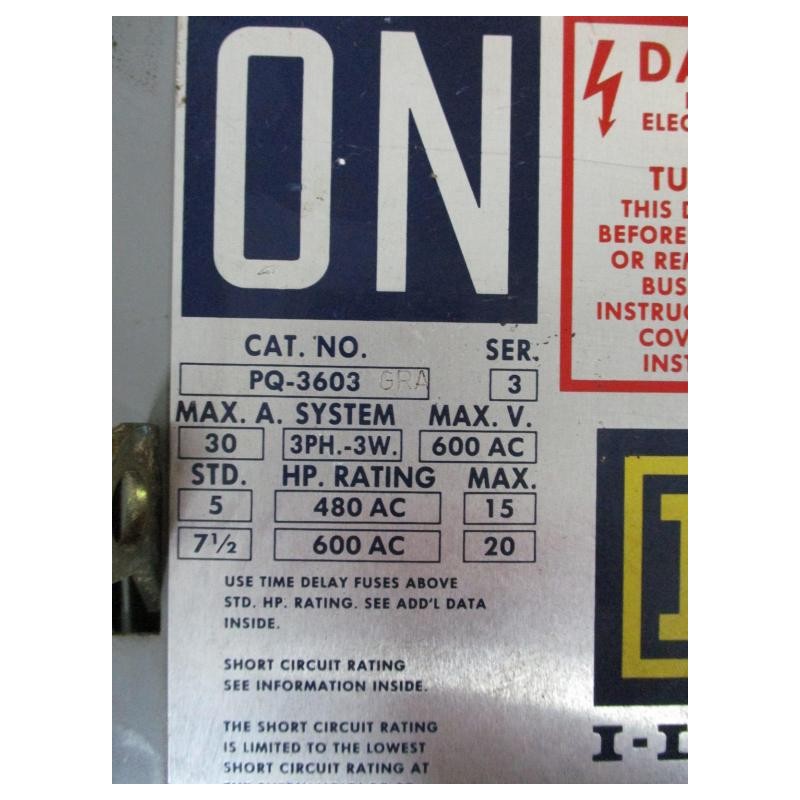 ON
CAT. NO. SER.
PQ-3603 GRA 3
MAX. A. SYSTEM MAX. V.
30 3PH.-3W. 600 AC
STD. HP. RATING MAX.
5 480 AC 15
7½ 600 AC 20
USE TIME DELAY FUSES ABOVE
STD. HP. RATING. SEE ADD'L DATA
INSIDE.
SHORT CIRCUIT RATING
SEE INFORMATION INSIDE.
THE SHORT CIRCUIT RATING
IS LIMITED TO THE LOWEST
SHORT CIRCUIT RATING AT
DA
ELEC
TU
THIS D
BEFORE
OR REM
BUS
INSTRUC
COV
INST
I-L